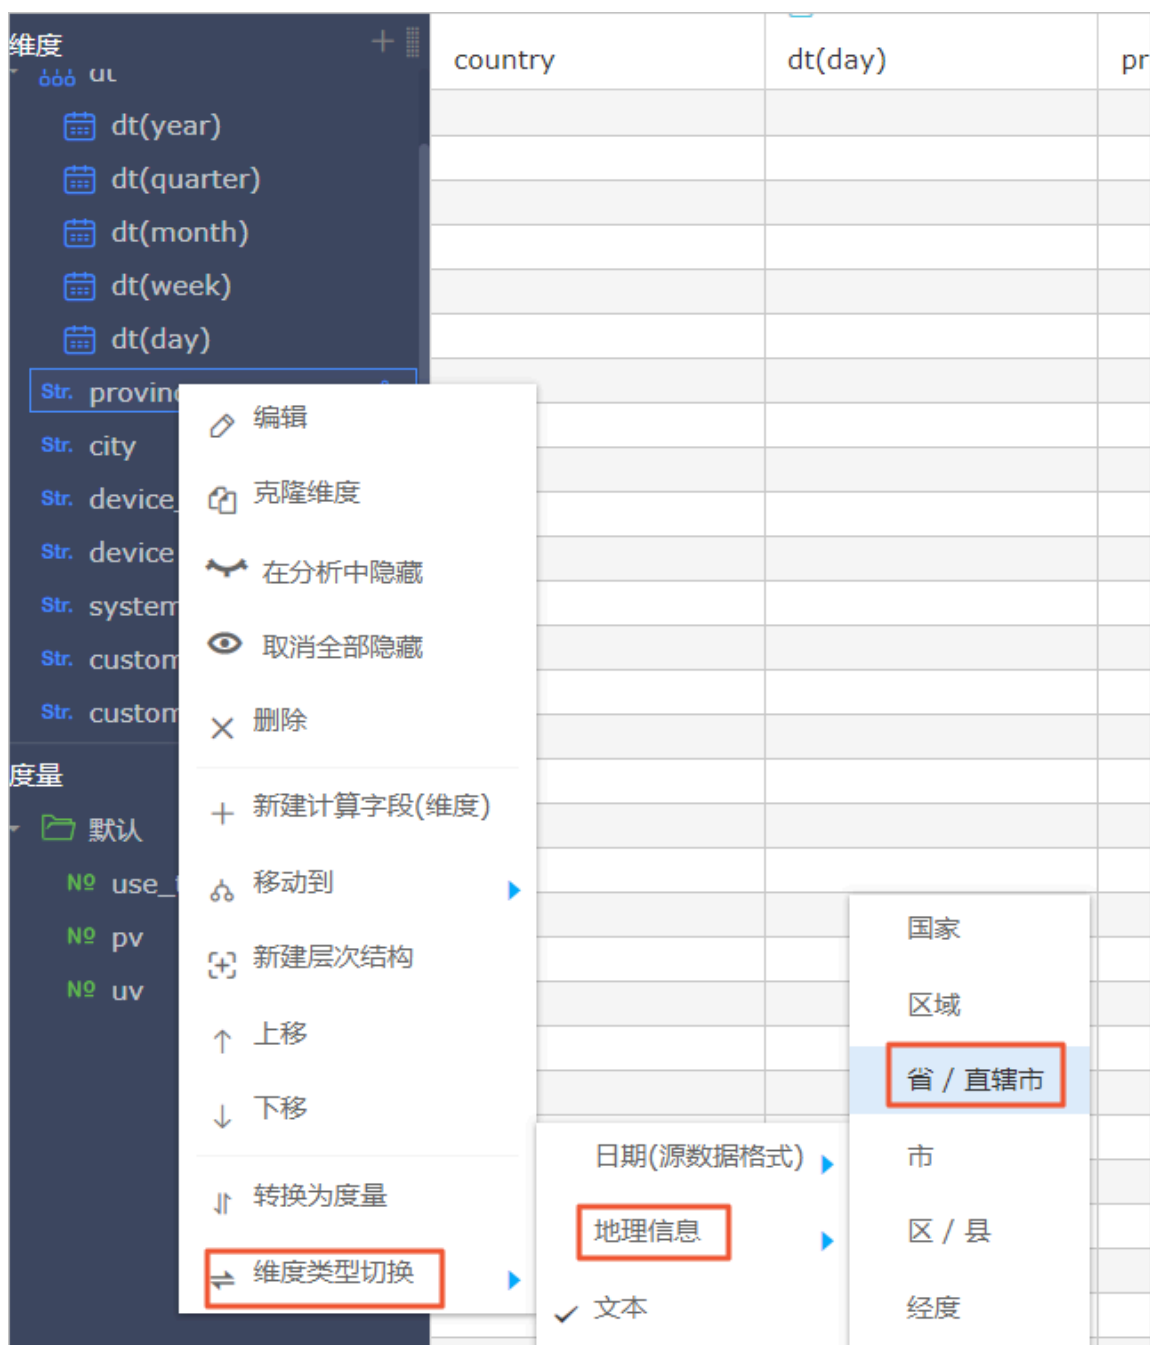 维度
dt
dt(year)
dt(quarter)
dt(month)
dt(week)
dt(day)
Str. provinc
Str. city
Str. device_
Str. device
Str. system
Str. custom
Str. custom
度量
默认
Nº use_
Nº pv
Nº uv
country
dt(day)
pr
编辑
克隆维度
在分析中隐藏
取消全部隐藏
删除
新建计算字段(维度)
移动到
新建层次结构
上移
下移
转换为度量
维度类型切换
日期(源数据格式)
地理信息
文本
国家
区域
省 / 直辖市
市
区 / 县
经度